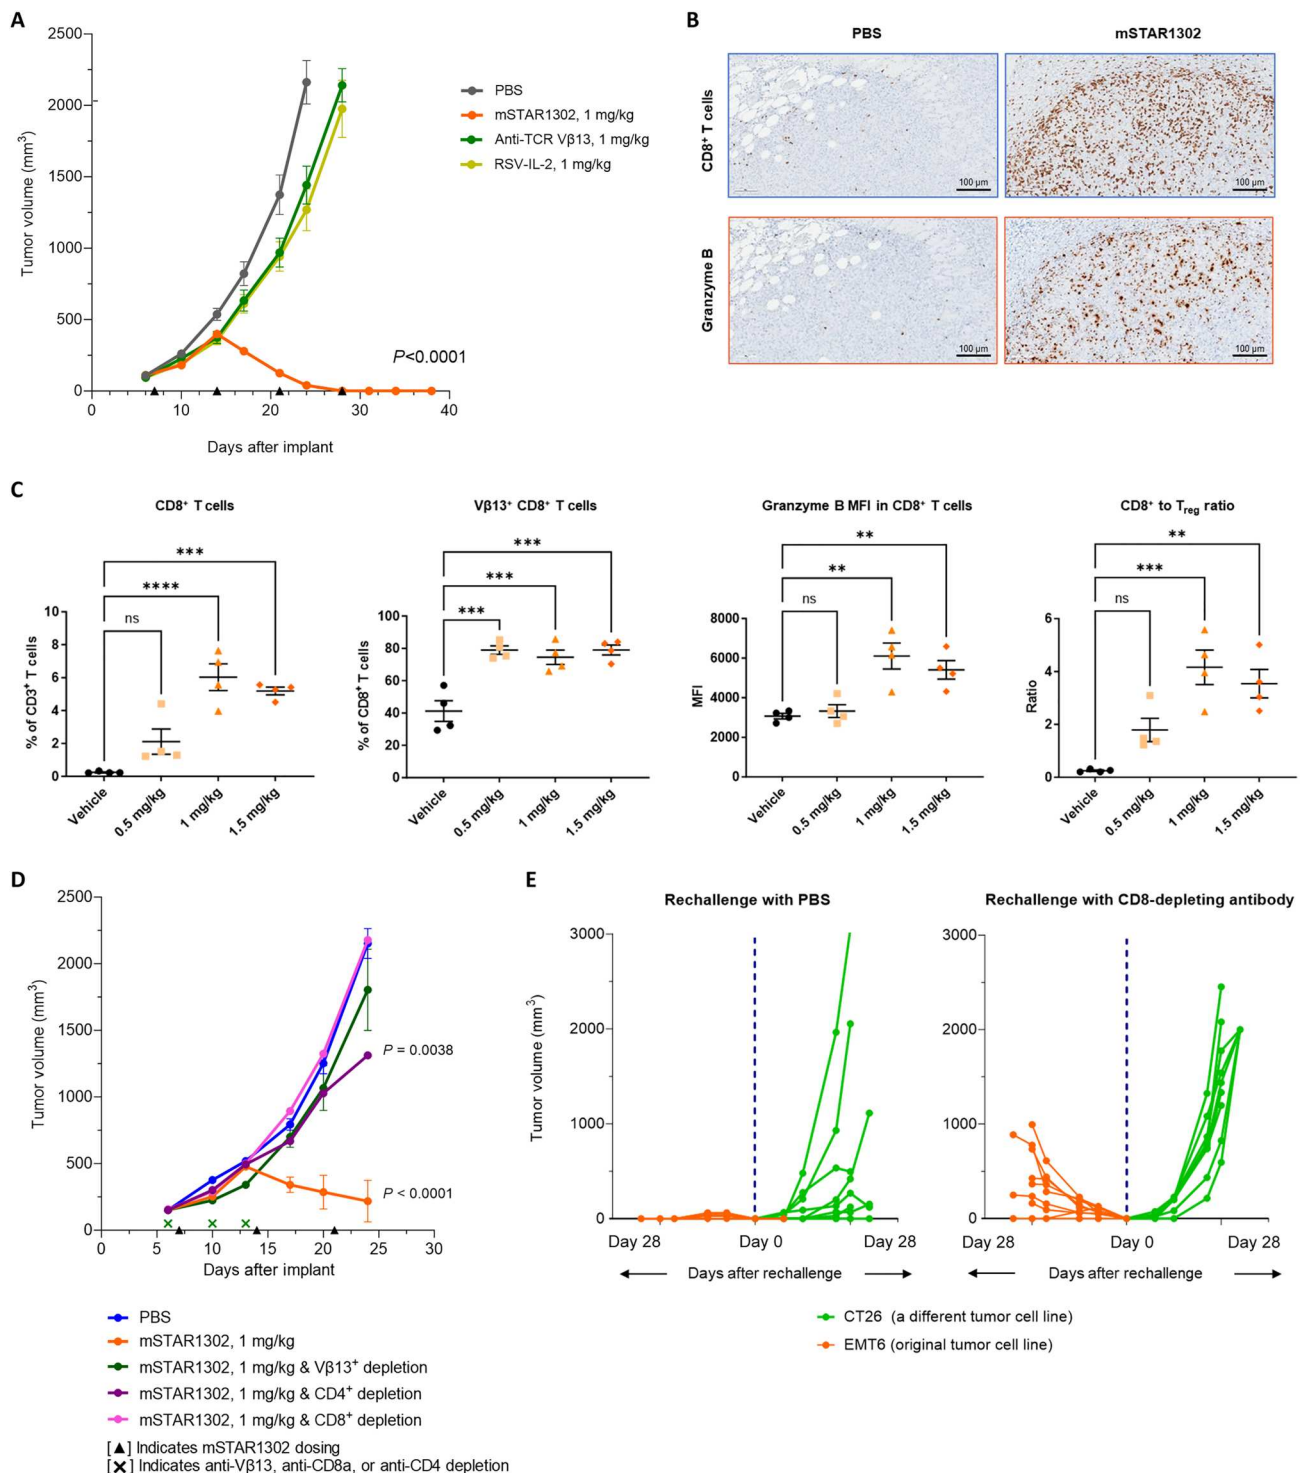 A
Tumor volume (mm³)
2500
2000
1500
1000
500
0
0 10 20 30 40
Days after implant
PBS
mSTAR1302, 1 mg/kg
Anti-TCR Vβ13, 1 mg/kg
RSV-IL-2, 1 mg/kg
P<0.0001
B
PBS mSTAR1302
CD8⁺ T cells
100 µm 100 µm
Granzyme B
100 µm 100 µm
C
CD8⁺ T cells
***
****
ns
% of CD3⁺ T cells
10
8
6
4
2
0
Vehicle 0.5 mg/kg 1 mg/kg 1.5 mg/kg
Vβ13⁺ CD8⁺ T cells
***
***
***
% of CD8⁺ T cells
100
80
60
40
20
0
Vehicle 0.5 mg/kg 1 mg/kg 1.5 mg/kg
Granzyme B MFI in CD8⁺ T cells
**
**
ns
MFI
8000
6000
4000
2000
0
Vehicle 0.5 mg/kg 1 mg/kg 1.5 mg/kg
CD8⁺ to Treg ratio
**
***
ns
Ratio
6
4
2
0
Vehicle 0.5 mg/kg 1 mg/kg 1.5 mg/kg
D
Tumor volume (mm³)
2500
2000
1500
1000
500
0
P = 0.0038
P < 0.0001
0 5 10 15 20 25 30
Days after implant
PBS
mSTAR1302, 1 mg/kg
mSTAR1302, 1 mg/kg & Vβ13⁺ depletion
mSTAR1302, 1 mg/kg & CD4⁺ depletion
mSTAR1302, 1 mg/kg & CD8⁺ depletion
[▲] Indicates mSTAR1302 dosing
[×] Indicates anti-Vβ13, anti-CD8a, or anti-CD4 depletion
E
Rechallenge with PBS
Tumor volume (mm³)
3000
2000
1000
0
Day 28 Day 0 Day 28
Days after rechallenge
Rechallenge with CD8-depleting antibody
3000
2000
1000
0
Day 28 Day 0 Day 28
Days after rechallenge
CT26 (a different tumor cell line)
EMT6 (original tumor cell line)